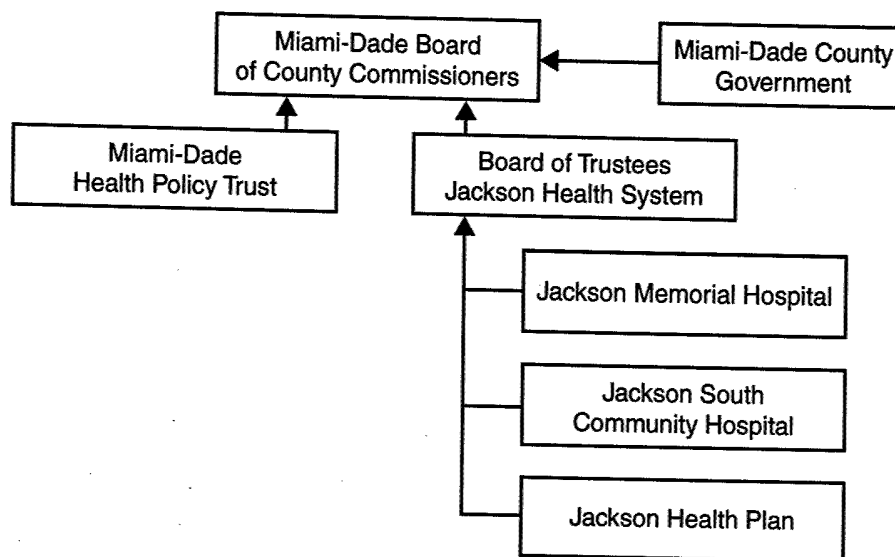 Miami-Dade Board
of County Commissioners
Miami-Dade County
Government
Miami-Dade
Health Policy Trust
Board of Trustees
Jackson Health System
Jackson Memorial Hospital
Jackson South
Community Hospital
Jackson Health Plan